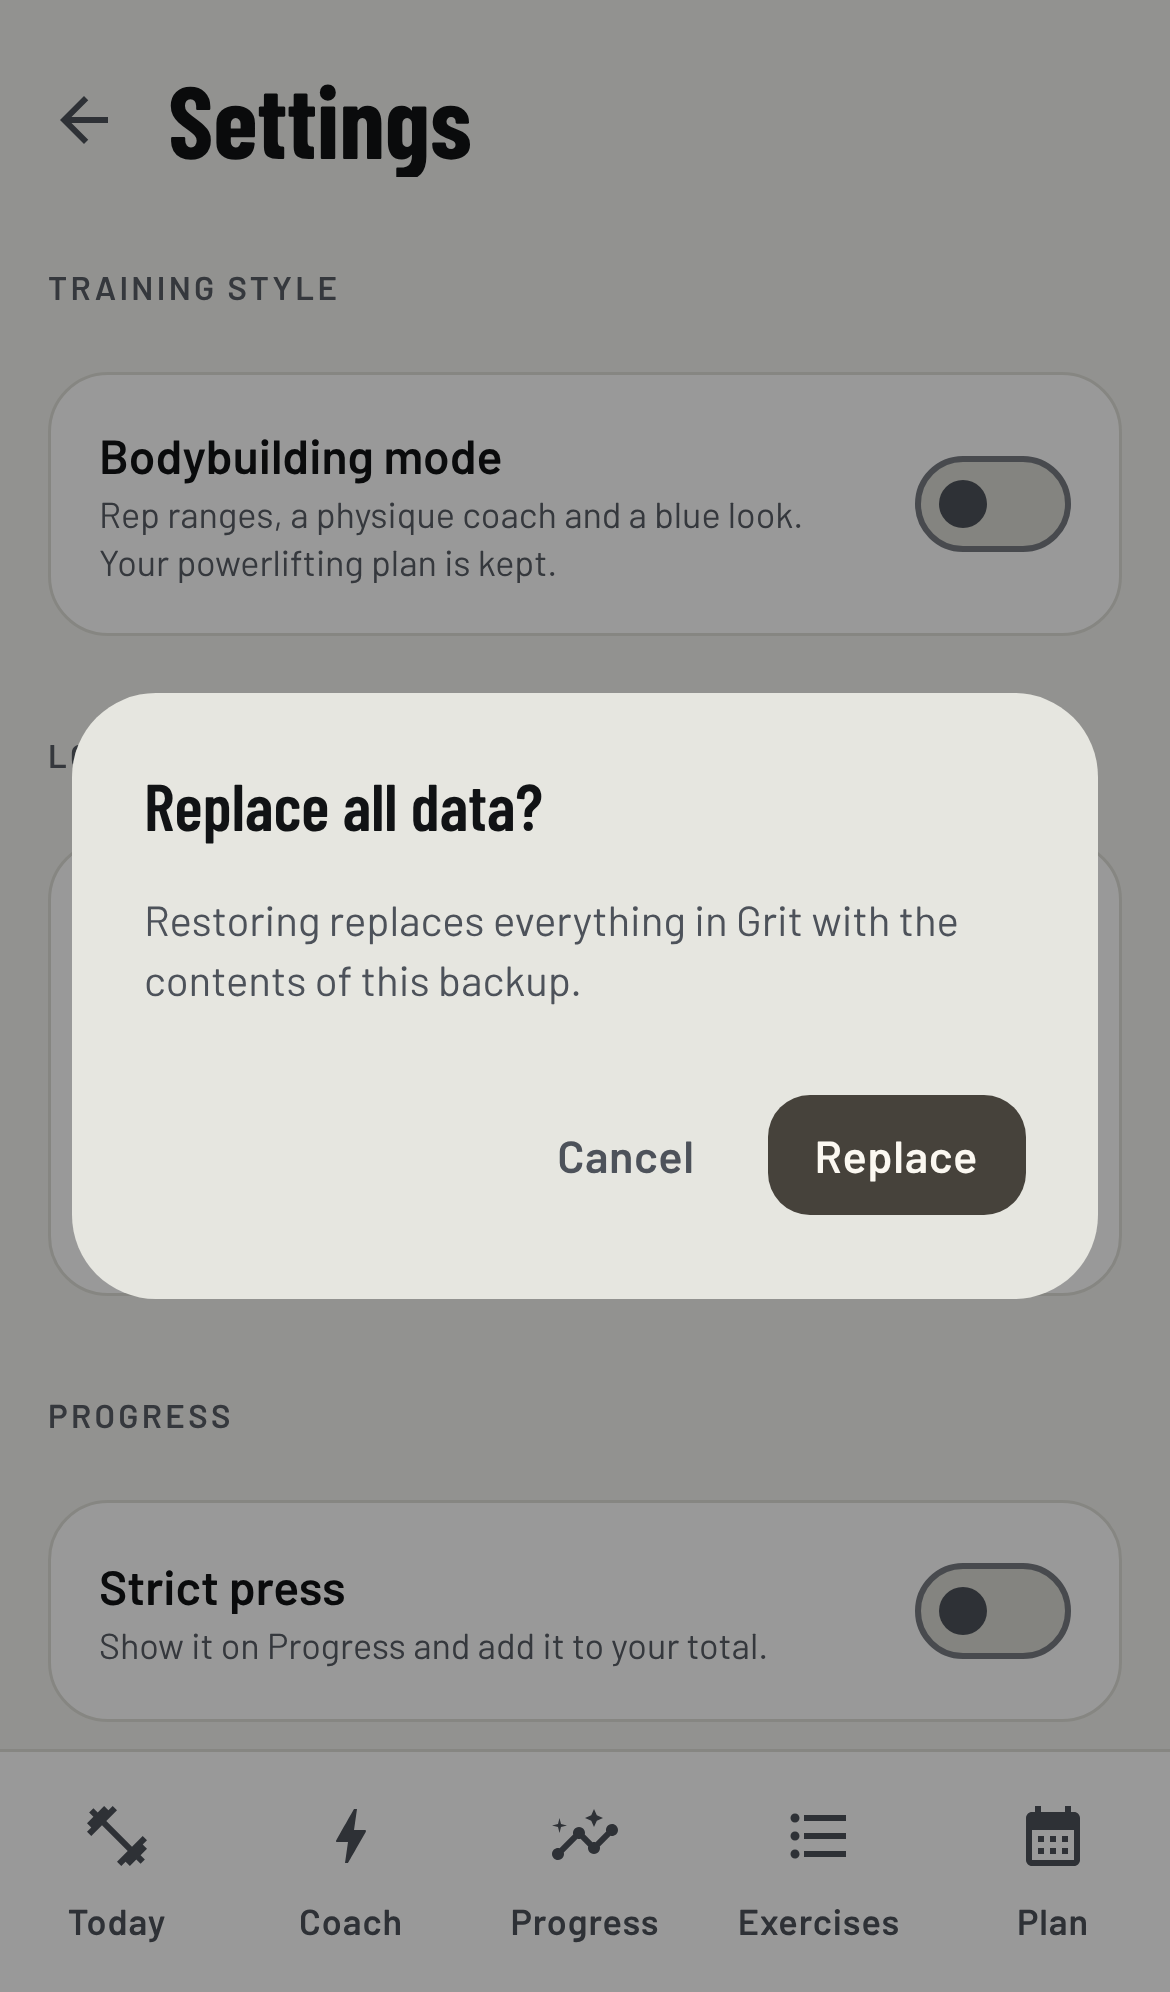 Settings
TRAINING STYLE
Bodybuilding mode
Rep ranges, a physique coach and a blue look.
Your powerlifting plan is kept.
Replace all data?
Restoring replaces everything in Grit with the
contents of this backup.
Cancel
Replace
PROGRESS
Strict press
Show it on Progress and add it to your total.
Today
Coach
Progress
Exercises
Plan